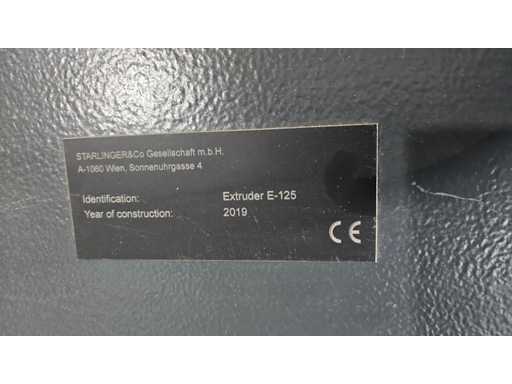 STARLINGER&Co Gesellschaft m.b.H.
A-1060 Wien, Sonnenuhrgasse 4
Identification: Extruder E-125
Year of construction: 2019
CE